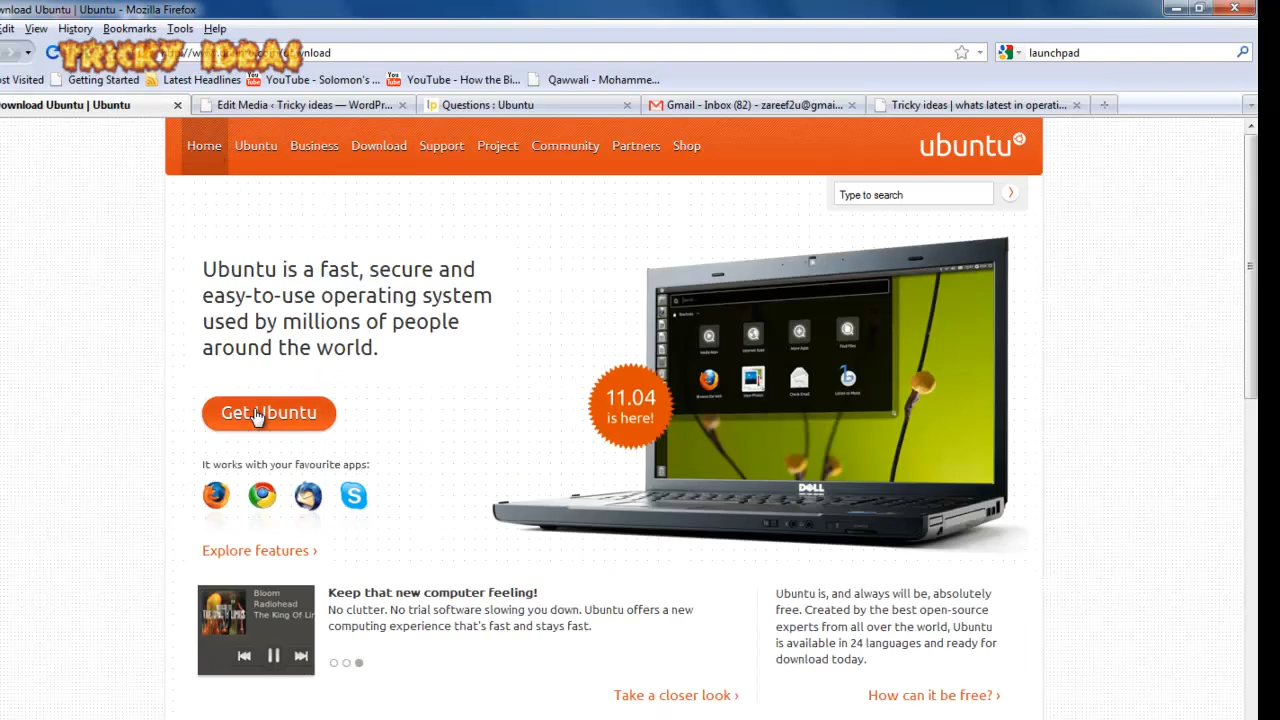 wnload Ubuntu | Ubuntu - Mozilla Firefox
Edit View History Bookmarks Tools Help
TRICKY IDEAS
launchpad
st Visited Getting Started Latest Headlines YouTube - Solomon's ... YouTube - How the Bi... Qawwali - Mohamme...
ownload Ubuntu | Ubuntu Edit Media ‹ Tricky ideas — WordPr... Questions : Ubuntu Gmail - Inbox (82) - zareef2u@gmai... Tricky ideas | whats latest in operati...
Home Ubuntu Business Download Support Project Community Partners Shop ubuntu
Type to search
Ubuntu is a fast, secure and
easy-to-use operating system
used by millions of people
around the world.
11.04
is here!
Get Ubuntu
It works with your favourite apps:
DELL
Explore features ›
Bloom
Radiohead
The King Of Lim
Keep that new computer feeling!
No clutter. No trial software slowing you down. Ubuntu offers a new
computing experience that's fast and stays fast.
Take a closer look ›
Ubuntu is, and always will be, absolutely
free. Created by the best open-source
experts from all over the world, Ubuntu
is available in 24 languages and ready for
download today.
How can it be free? ›